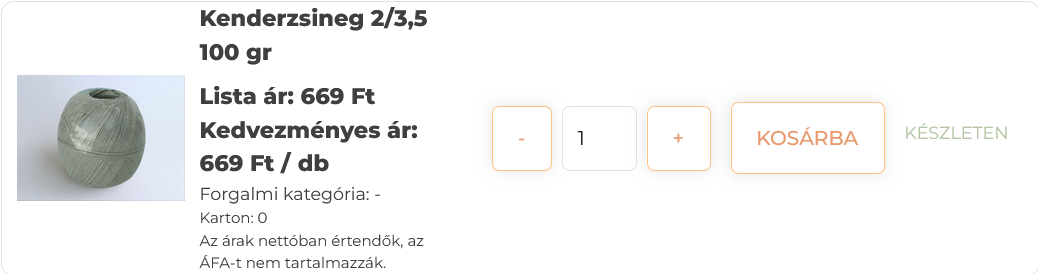 Kenderzsineg 2/3,5
100 gr
Lista ár: 669 Ft
Kedvezményes ár:
669 Ft / db
Forgalmi kategória: -
Karton: 0
Az árak nettóban értendők, az
ÁFA-t nem tartalmazzák.
- 1 + KOSÁRBA KÉSZLETEN